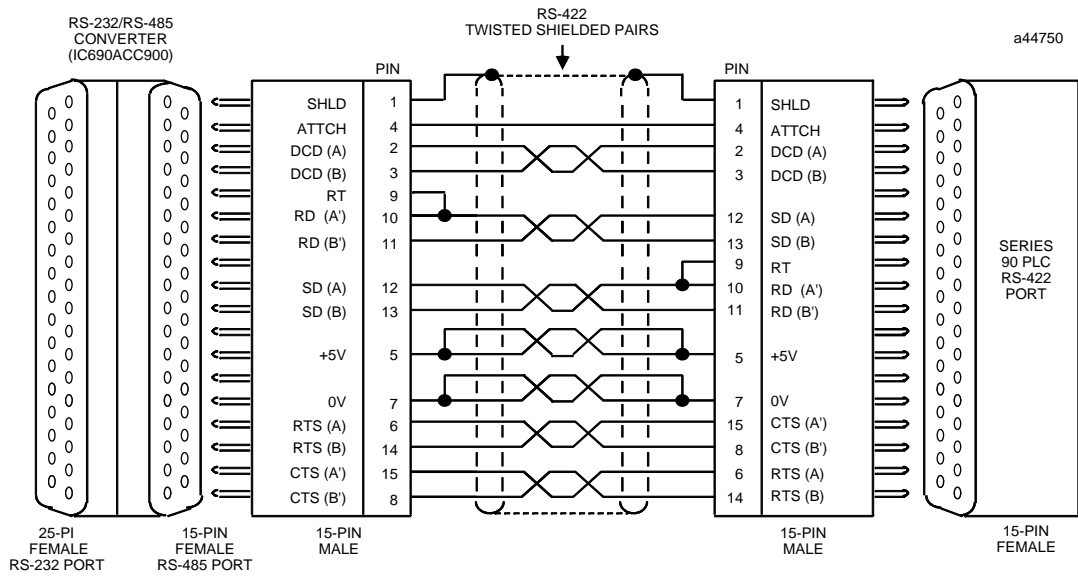 RS-232/RS-485
CONVERTER
(IC690ACC900)
RS-422
TWISTED SHIELDED PAIRS
a44750
PIN
PIN
SHLD 1
1 SHLD
ATTCH 4
4 ATTCH
DCD (A) 2
2 DCD (A)
DCD (B) 3
3 DCD (B)
RT 9
RD (A') 10
12 SD (A)
RD (B') 11
13 SD (B)
9 RT
SD (A) 12
10 RD (A')
SD (B) 13
11 RD (B')
+5V 5
5 +5V
0V 7
7 0V
RTS (A) 6
15 CTS (A')
RTS (B) 14
8 CTS (B')
CTS (A') 15
6 RTS (A)
CTS (B') 8
14 RTS (B)
SERIES
90 PLC
RS-422
PORT
25-PI
FEMALE
RS-232 PORT
15-PIN
FEMALE
RS-485 PORT
15-PIN
MALE
15-PIN
MALE
15-PIN
FEMALE